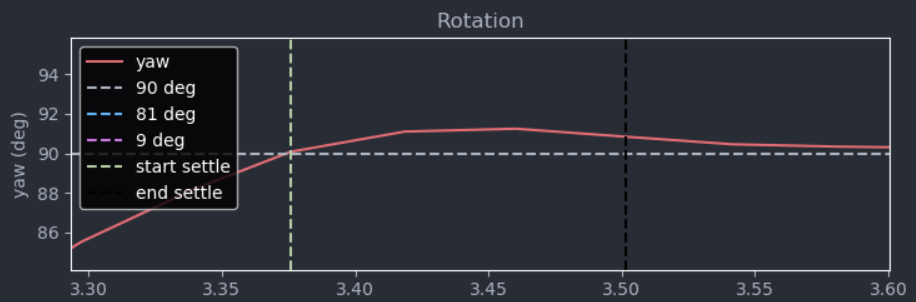 Rotation
yaw (deg)
94
92
90
88
86
yaw
90 deg
81 deg
9 deg
start settle
end settle
3.30
3.35
3.40
3.45
3.50
3.55
3.60